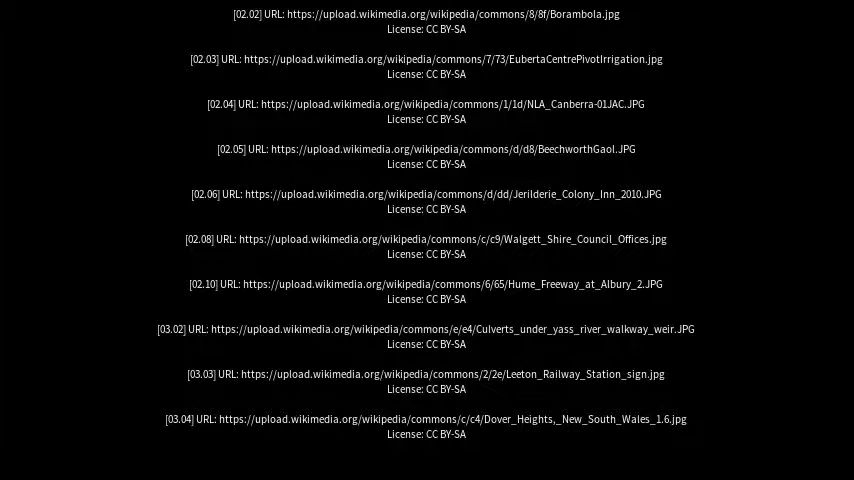 [02.02] URL: https://upload.wikimedia.org/wikipedia/commons/8/8f/Borambola.jpg
License: CC BY-SA
[02.03] URL: https://upload.wikimedia.org/wikipedia/commons/7/73/EubertaCentrePivotIrrigation.jpg
License: CC BY-SA
[02.04] URL: https://upload.wikimedia.org/wikipedia/commons/1/1d/NLA_Canberra-01JAC.JPG
License: CC BY-SA
[02.05] URL: https://upload.wikimedia.org/wikipedia/commons/d/d8/BeechworthGaol.JPG
License: CC BY-SA
[02.06] URL: https://upload.wikimedia.org/wikipedia/commons/d/dd/Jerilderie_Colony_Inn_2010.JPG
License: CC BY-SA
[02.08] URL: https://upload.wikimedia.org/wikipedia/commons/c/c9/Walgett_Shire_Council_Offices.jpg
License: CC BY-SA
[02.10] URL: https://upload.wikimedia.org/wikipedia/commons/6/65/Hume_Freeway_at_Albury_2.JPG
License: CC BY-SA
[03.02] URL: https://upload.wikimedia.org/wikipedia/commons/e/e4/Culverts_under_yass_river_walkway_weir.JPG
License: CC BY-SA
[03.03] URL: https://upload.wikimedia.org/wikipedia/commons/2/2e/Leeton_Railway_Station_sign.jpg
License: CC BY-SA
[03.04] URL: https://upload.wikimedia.org/wikipedia/commons/c/c4/Dover_Heights,_New_South_Wales_1.6.jpg
License: CC BY-SA